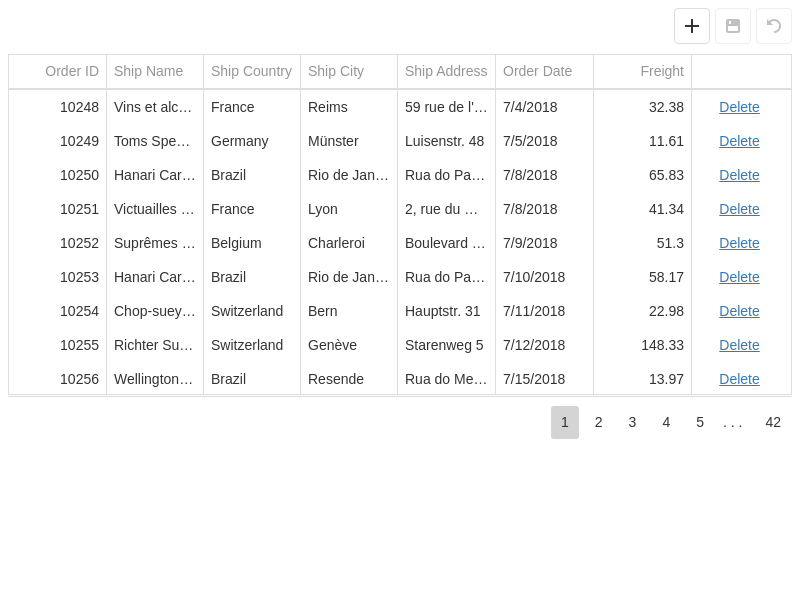 Order ID Ship Name Ship Country Ship City Ship Address Order Date Freight
10248 Vins et alc… France Reims 59 rue de l'… 7/4/2018 32.38 Delete
10249 Toms Spe… Germany Münster Luisenstr. 48 7/5/2018 11.61 Delete
10250 Hanari Car… Brazil Rio de Jan… Rua do Pa… 7/8/2018 65.83 Delete
10251 Victuailles … France Lyon 2, rue du … 7/8/2018 41.34 Delete
10252 Suprêmes … Belgium Charleroi Boulevard … 7/9/2018 51.3 Delete
10253 Hanari Car… Brazil Rio de Jan… Rua do Pa… 7/10/2018 58.17 Delete
10254 Chop-suey… Switzerland Bern Hauptstr. 31 7/11/2018 22.98 Delete
10255 Richter Su… Switzerland Genève Starenweg 5 7/12/2018 148.33 Delete
10256 Wellington… Brazil Resende Rua do Me… 7/15/2018 13.97 Delete
1 2 3 4 5 . . . 42